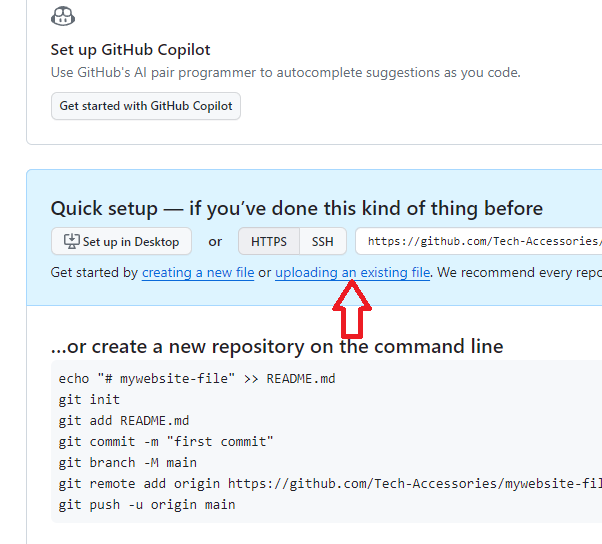 Set up GitHub Copilot
Use GitHub's AI pair programmer to autocomplete suggestions as you code.
Get started with GitHub Copilot
Quick setup — if you’ve done this kind of thing before
Set up in Desktop or HTTPS SSH https://github.com/Tech-Accessories/
Get started by creating a new file or uploading an existing file. We recommend every repo
...or create a new repository on the command line
echo "# mywebsite-file" >> README.md
git init
git add README.md
git commit -m "first commit"
git branch -M main
git remote add origin https://github.com/Tech-Accessories/mywebsite-fil
git push -u origin main